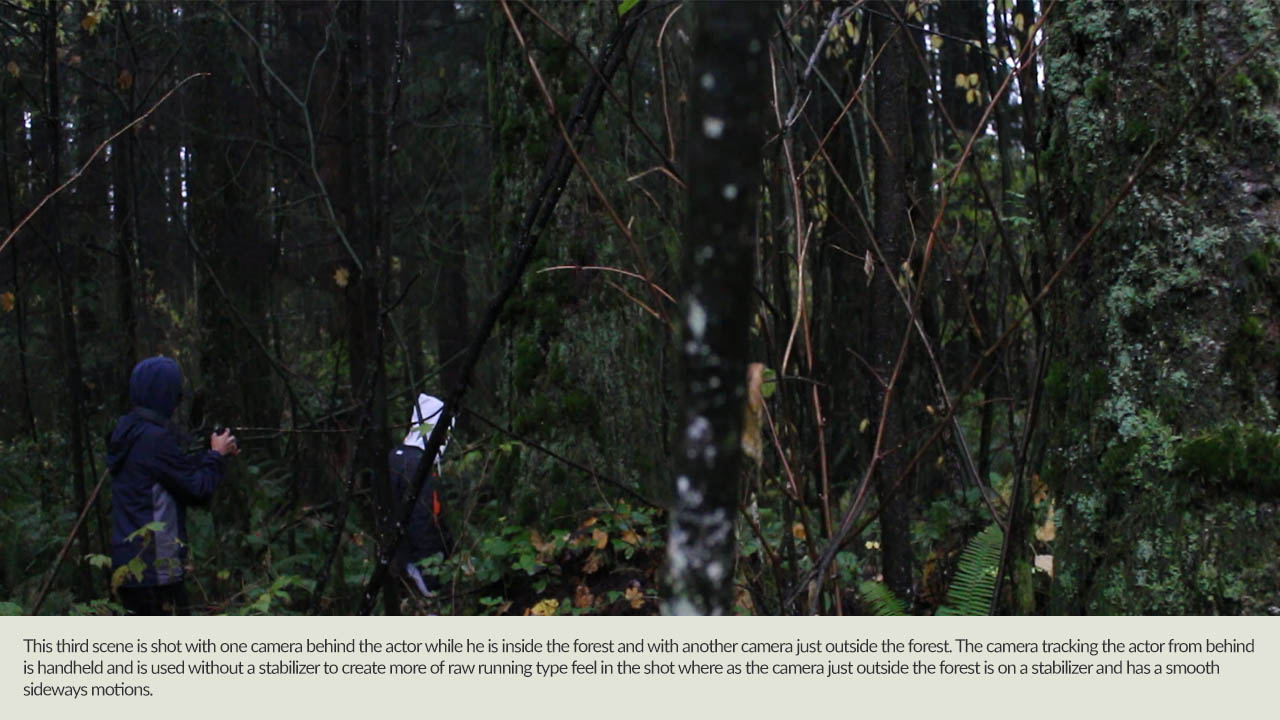 This third scene is shot with one camera behind the actor while he is inside the forest and with another camera just outside the forest. The camera tracking the actor from behind
is handheld and is used without a stabilizer to create more of raw running type feel in the shot where as the camera just outside the forest is on a stabilizer and has a smooth
sideways motions.